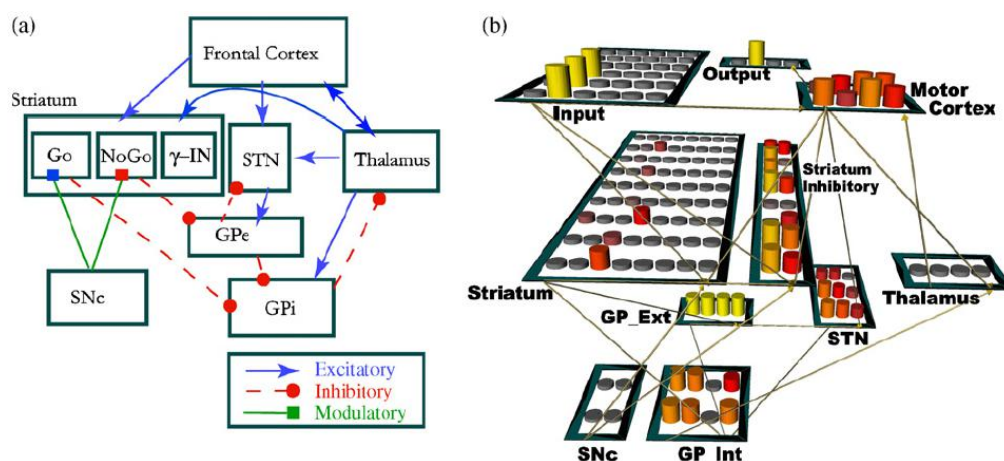 (a)
Frontal Cortex
Striatum
Go
NoGo
γ-IN
STN
Thalamus
GPe
SNc
GPi
Excitatory
Inhibitory
Modulatory
(b)
Output
Input
Motor
Cortex
Striatum
Inhibitory
Striatum
GP_Ext
STN
Thalamus
SNc
GP_Int